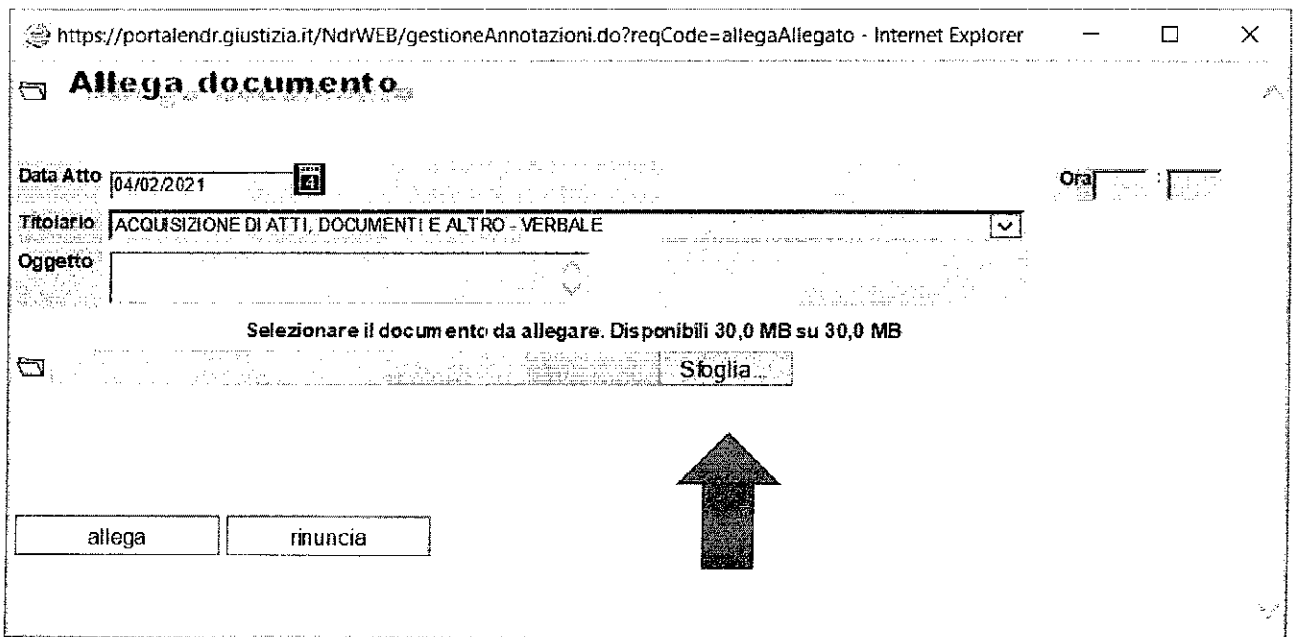 https://portalendr.giustizia.it/NdrWEB/gestioneAnnotazioni.do?reqCode=allegaAllegato - Internet Explorer
Allega documento
Data Atto 04/02/2021 Ora :
Titolario ACQUISIZIONE DI ATTI, DOCUMENTI E ALTRO - VERBALE
Oggetto
Selezionare il documento da allegare. Disponibili 30,0 MB su 30,0 MB
Sfoglia...
allega rinuncia